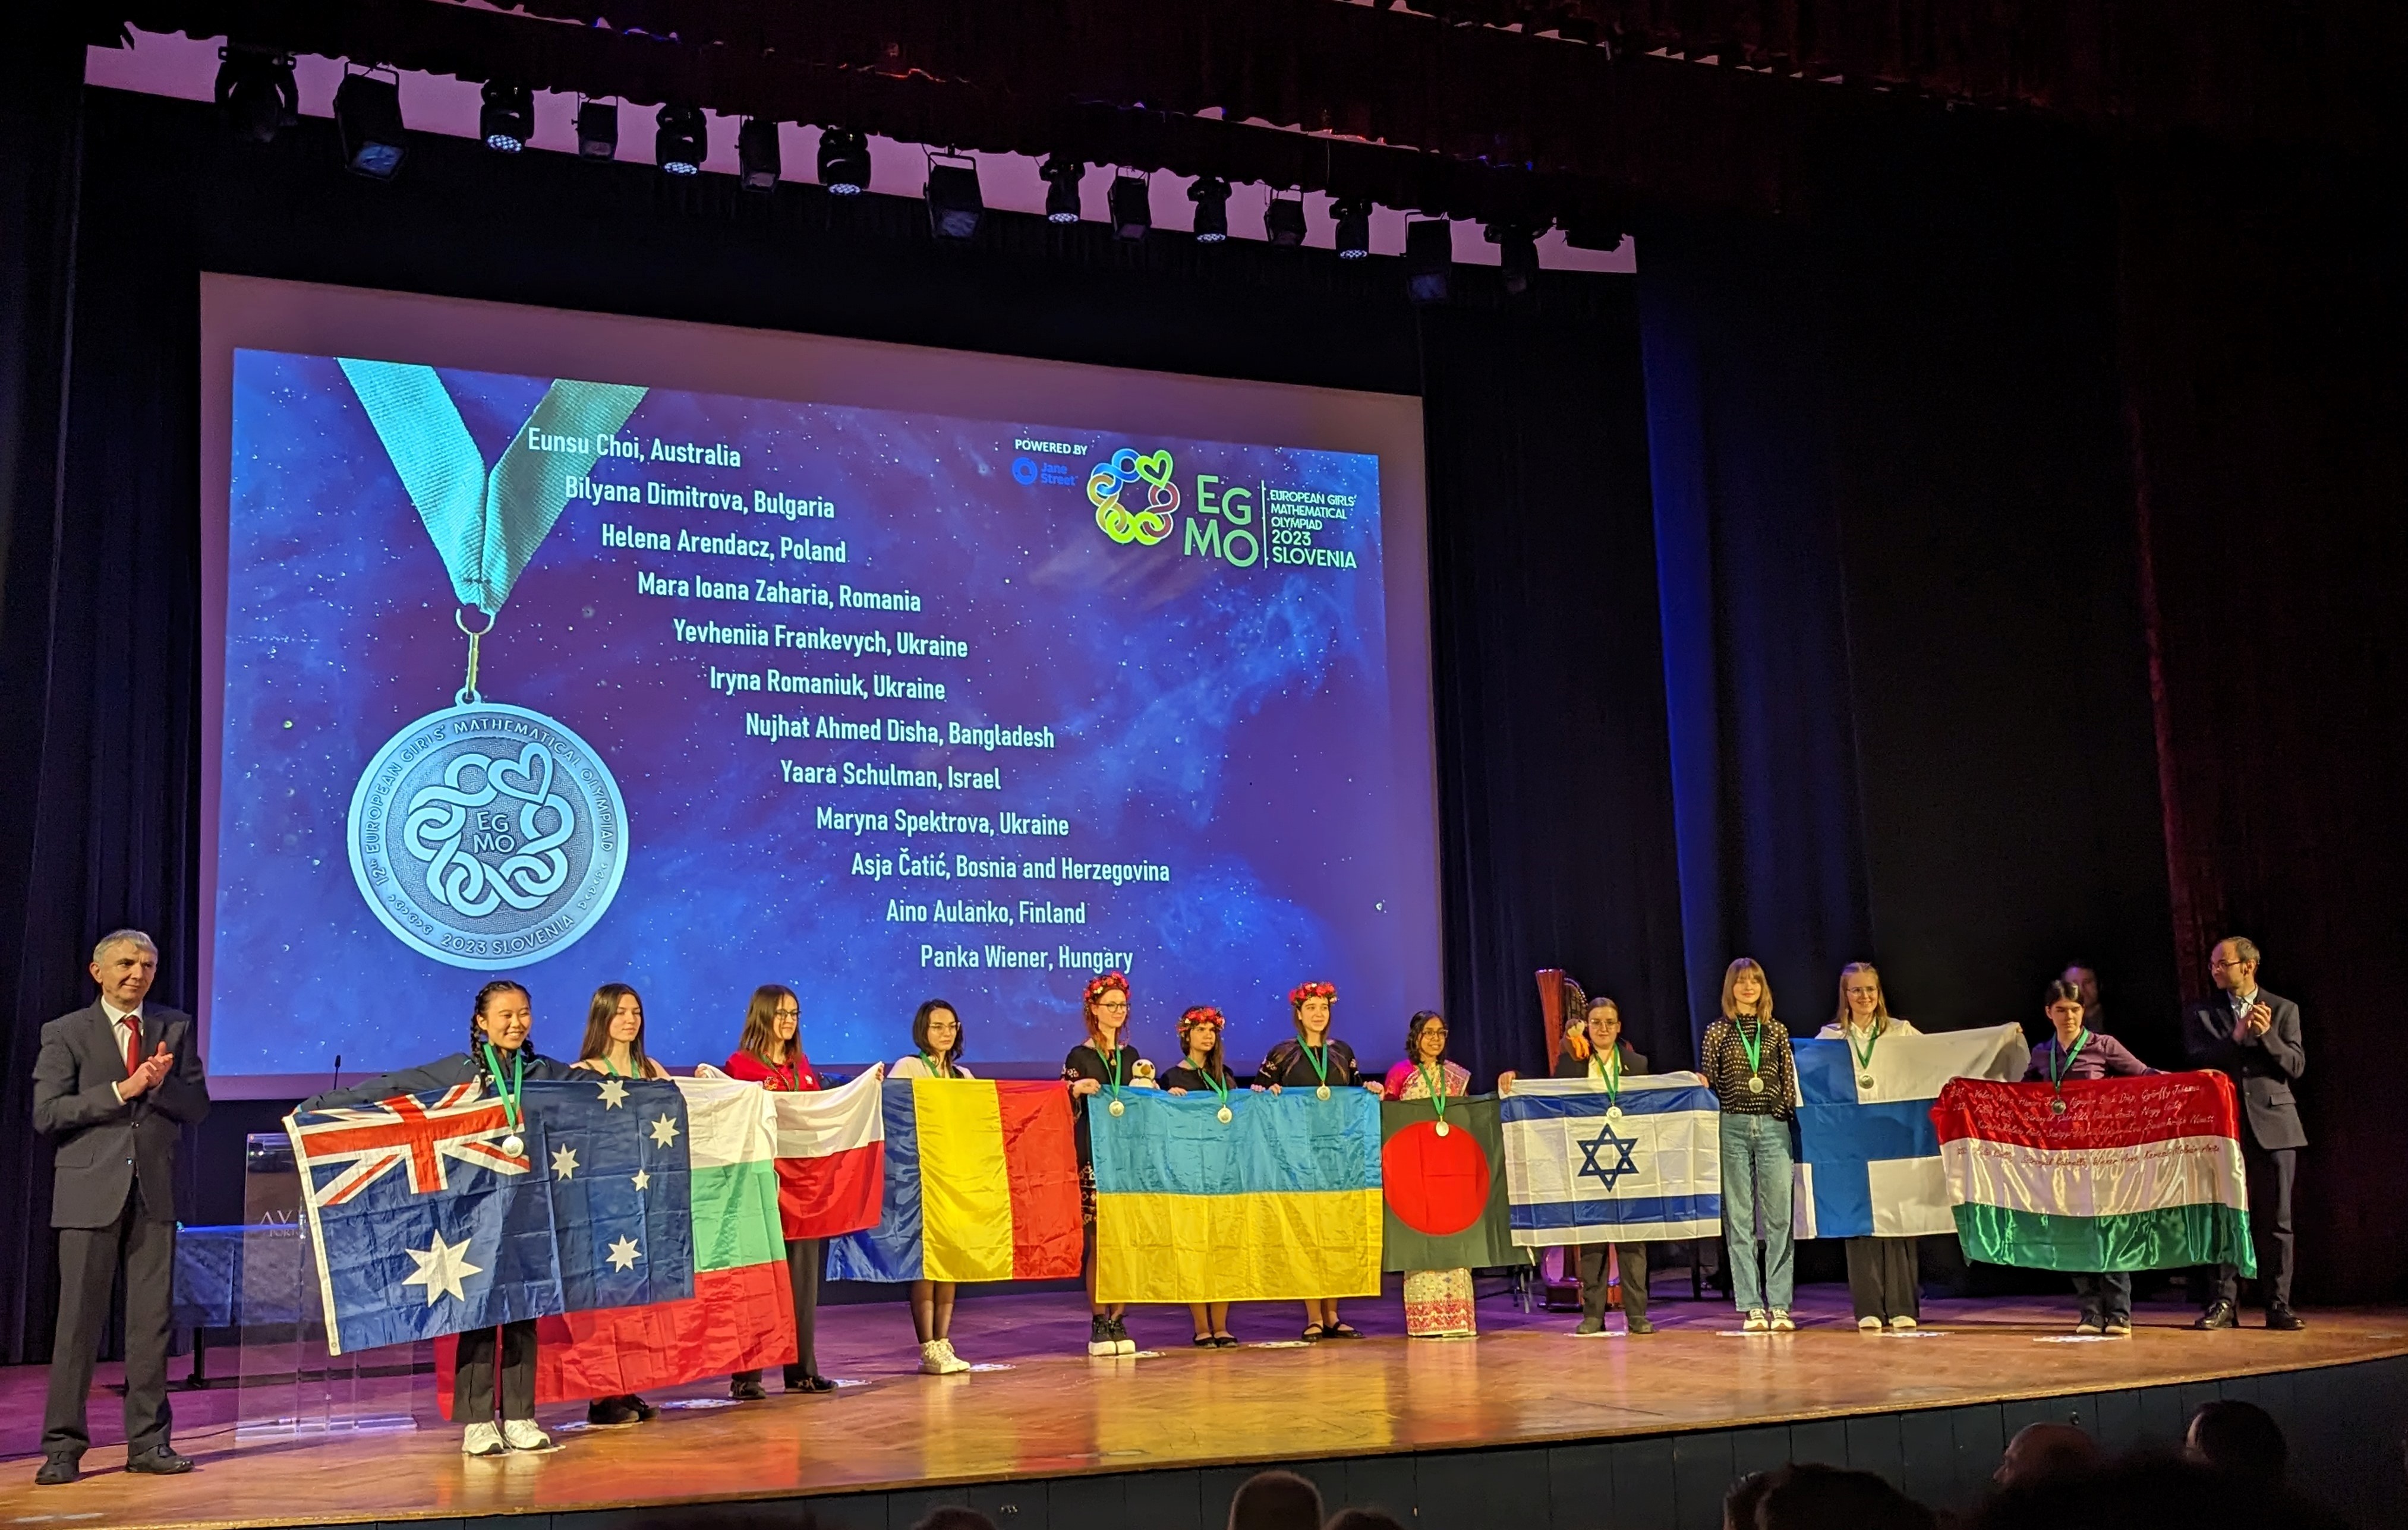 Eunsu Choi, Australia
Bilyana Dimitrova, Bulgaria
Helena Arendacz, Poland
Mara Ioana Zaharia, Romania
Yevheniia Frankevych, Ukraine
Iryna Romaniuk, Ukraine
Nujhat Ahmed Disha, Bangladesh
Yaara Schulman, Israel
Maryna Spektrova, Ukraine
Asja Čatić, Bosnia and Herzegovina
Aino Aulanko, Finland
Panka Wiener, Hungary
POWERED BY
Jane
Street
EG
MO
EUROPEAN GIRLS'
MATHEMATICAL
OLYMPIAD
2023
SLOVENIA
12th EUROPEAN GIRLS' MATHEMATICAL OLYMPIAD
EG
MO
2023 SLOVENIA